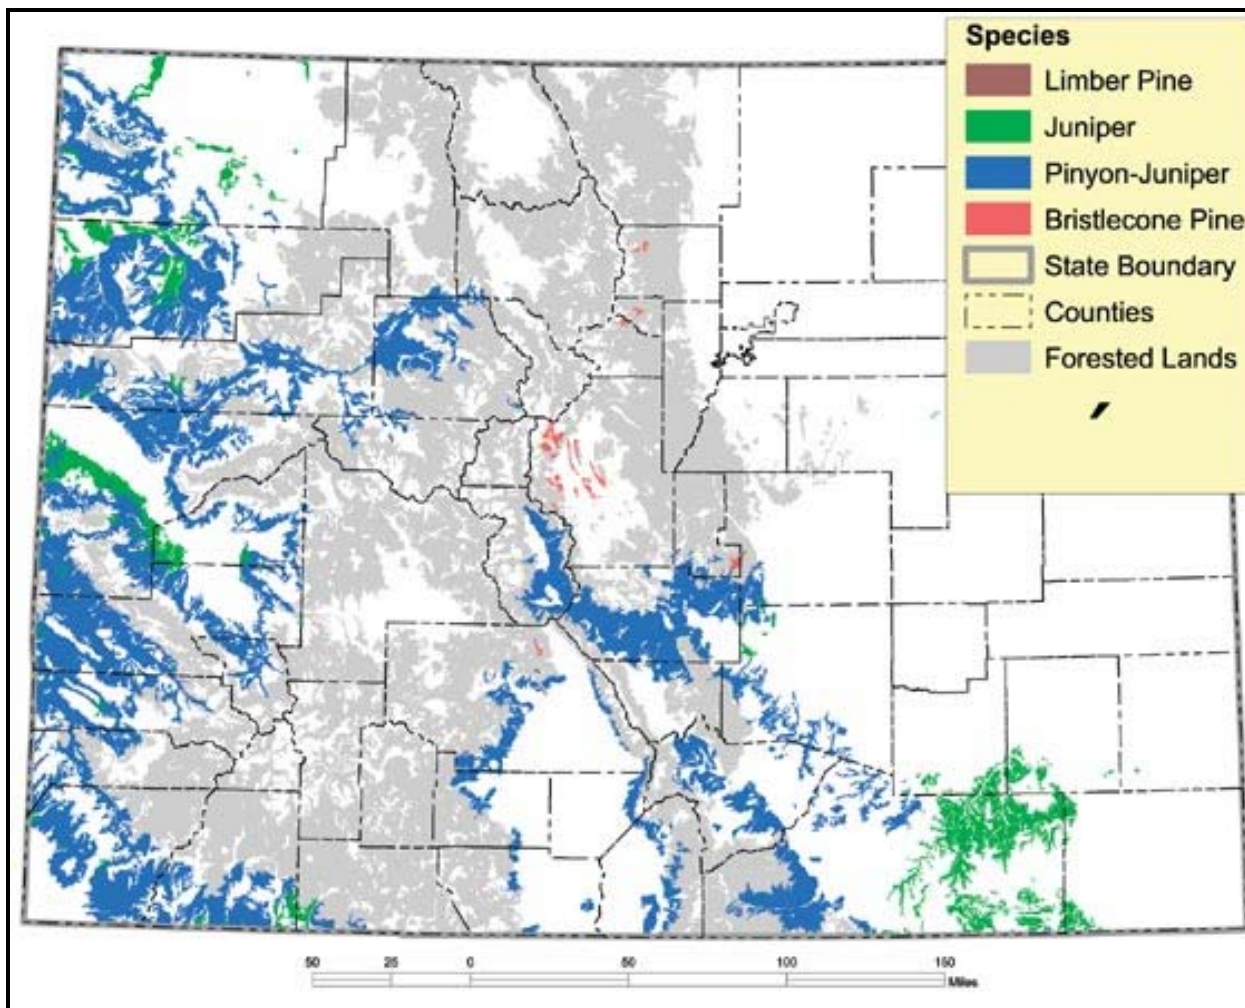 Species
Limber Pine
Juniper
Pinyon-Juniper
Bristlecone Pine
State Boundary
Counties
Forested Lands
50 25 0 50 100 150
Miles